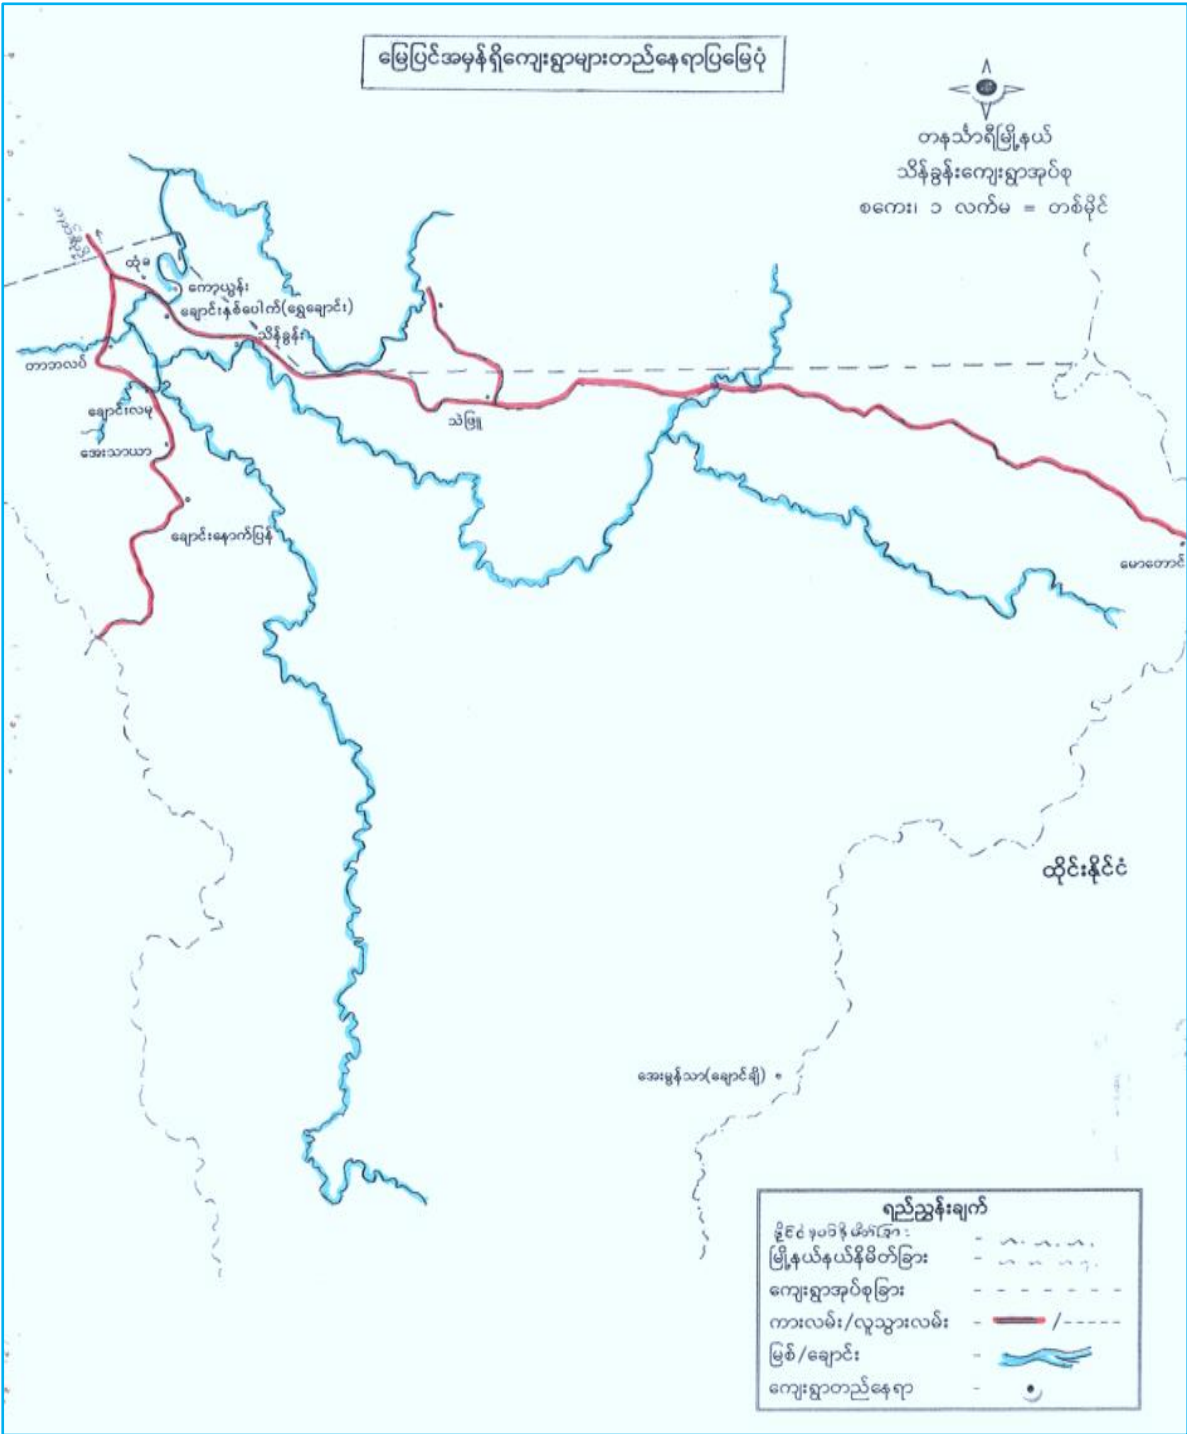 မြေပြင်အမှန်ရှိကျေးရွာများတည်နေရာပြမြေပုံ
တနင်္သာရီမြို့နယ်
သိန်ခွန်းကျေးရွာအုပ်စု
စကေး၊ ၁ လက်မ = တစ်မိုင်
ထုံခ
ကော့ယွန်း
ချောင်းနှစ်ပေါက်(ရွှေချောင်း)
သိန်ခွန်း
တာဘလပ်
ချောင်းလမု
သဲဖြူ
အေးသာယာ
ချောင်းနောက်ပြန်
မောတောင်
ထိုင်းနိုင်ငံ
အေးမွန်သာ(ချောင်ချီ)
ရည်ညွှန်းချက်
မြို့နယ်နယ်နိမိတ်ခြား
ကျေးရွာအုပ်စုခြား
ကားလမ်း/လူသွားလမ်း
မြစ်/ချောင်း
ကျေးရွာတည်နေရာ